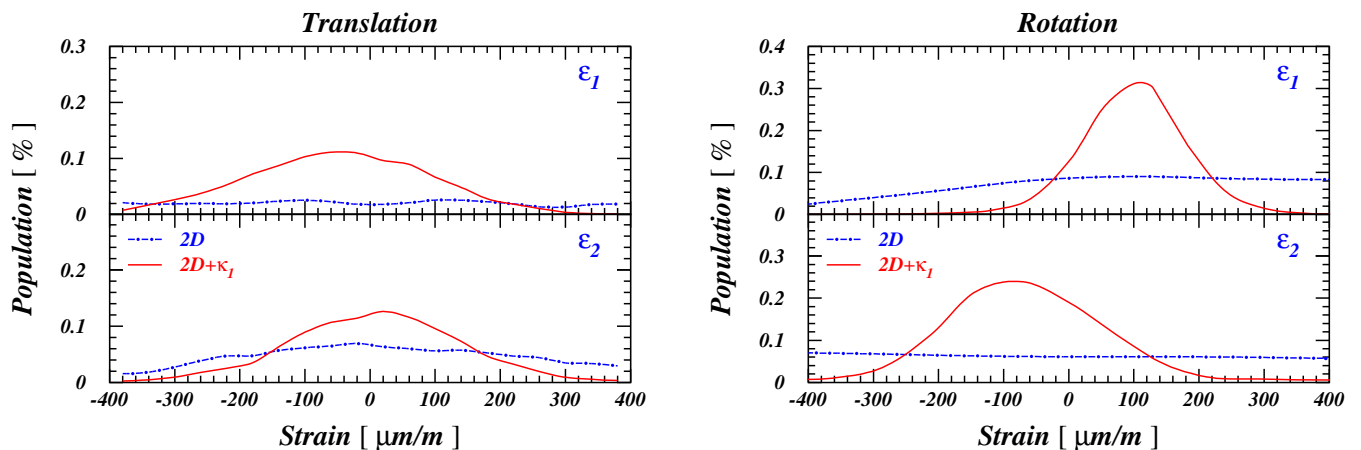 Translation
0.3
0.2
0.1
0
ε1
Population [ % ]
0.2
0.1
0
2D
2D+κ1
ε2
-400 -300 -200 -100 0 100 200 300 400
Strain [ μm/m ]
Rotation
0.4
0.3
0.2
0.1
0
ε1
Population [ % ]
0.3
0.2
0.1
0
2D
2D+κ1
ε2
-400 -300 -200 -100 0 100 200 300 400
Strain [ μm/m ]